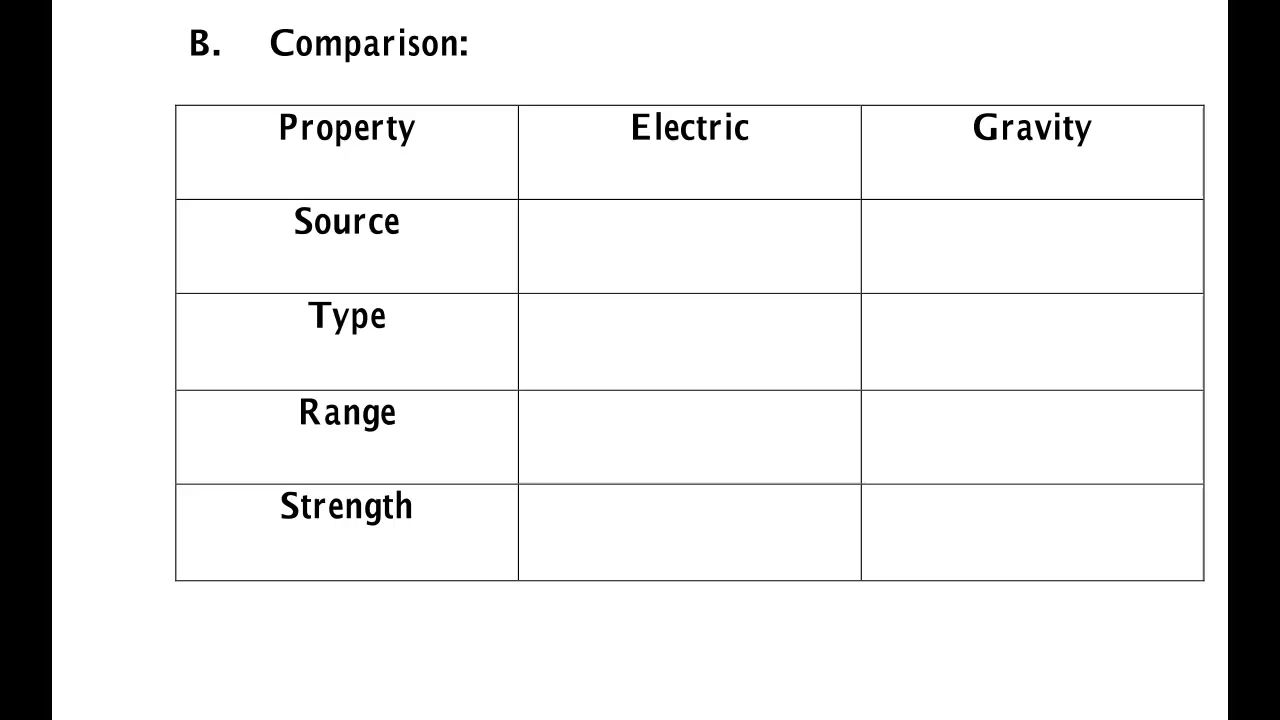 B. Comparison:
Property Electric Gravity
Source
Type
Range
Strength